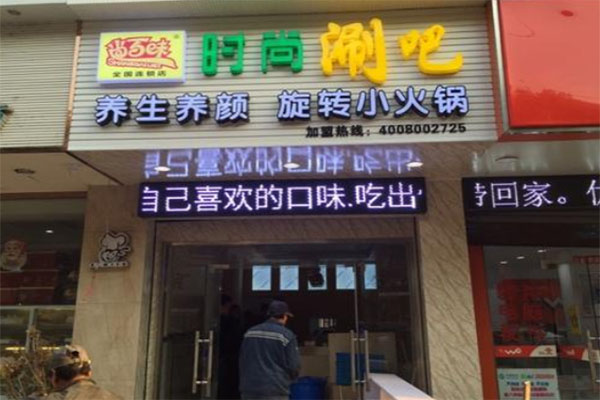 尚百味
SHANGBAIWEI
全国连锁店
时尚涮吧
养生养颜 旋转小火锅
加盟热线:4008002725
自己喜欢的口味.吃出
回家。